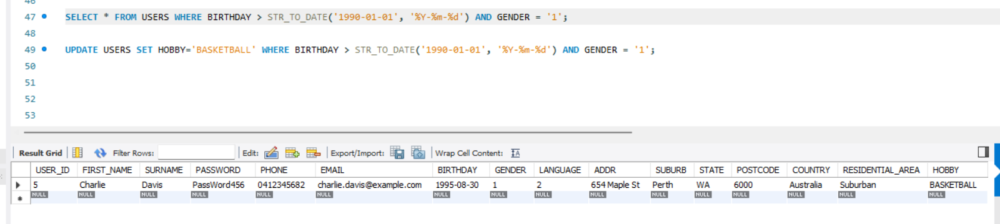 46
47 SELECT * FROM USERS WHERE BIRTHDAY > STR_TO_DATE('1990-01-01', '%Y-%m-%d') AND GENDER = '1';
48
49 UPDATE USERS SET HOBBY='BASKETBALL' WHERE BIRTHDAY > STR_TO_DATE('1990-01-01', '%Y-%m-%d') AND GENDER = '1';
50
51
52
53
Result Grid Filter Rows: Edit: Export/Import: Wrap Cell Content: IA
USER_ID FIRST_NAME SURNAME PASSWORD PHONE EMAIL BIRTHDAY GENDER LANGUAGE ADDR SUBURB STATE POSTCODE COUNTRY RESIDENTIAL_AREA HOBBY
5 Charlie Davis PassWord456 0412345682 charlie.davis@example.com 1995-08-30 1 2 654 Maple St Perth WA 6000 Australia Suburban BASKETBALL
NULL NULL NULL NULL NULL NULL NULL NULL NULL NULL NULL NULL NULL NULL NULL NULL